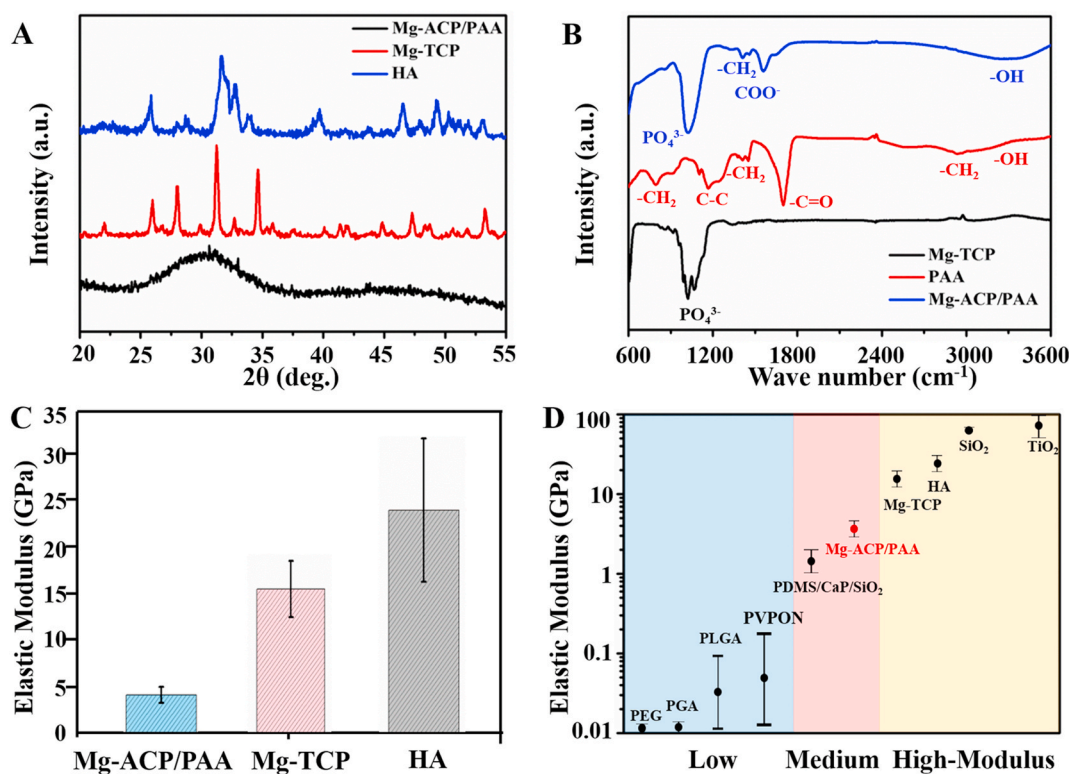 A
Mg-ACP/PAA
Mg-TCP
HA
Intensity (a.u.)
20 25 30 35 40 45 50 55
2θ (deg.)
B
-CH₂
COO⁻
-OH
PO₄³⁻
-CH₂
C-C
-CH₂
-C=O
-CH₂
-OH
PO₄³⁻
Mg-TCP
PAA
Mg-ACP/PAA
Intensity (a.u.)
600 1200 1800 2400 3000 3600
Wave number (cm⁻¹)
C
Elastic Modulus (GPa)
35
30
25
20
15
10
5
0
Mg-ACP/PAA Mg-TCP HA
D
Elastic Modulus (GPa)
100
10
1
0.1
0.01
PEG
PGA
PLGA
PVPON
PDMS/CaP/SiO₂
Mg-ACP/PAA
Mg-TCP
HA
SiO₂
TiO₂
Low Medium High-Modulus